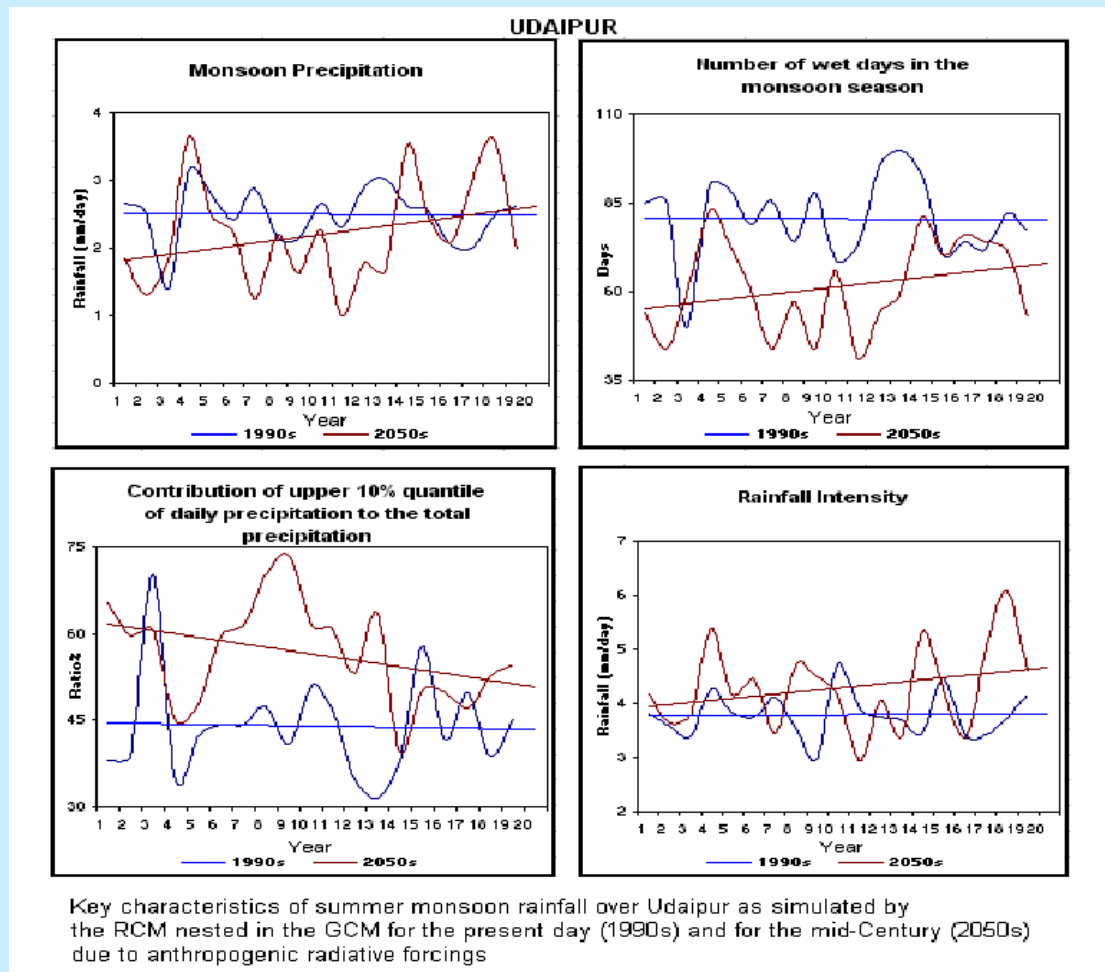 UDAIPUR
Monsoon Precipitation
Rainfall (mm/day)
4
3
2
1
0
1 2 3 4 5 6 7 8 9 10 11 12 13 14 15 16 17 18 19 20
Year
1990s 2050s
Number of wet days in the
monsoon season
Days
110
85
60
35
1 2 3 4 5 6 7 8 9 10 11 12 13 14 15 16 17 18 19 20
Year
1990s 2050s
Contribution of upper 10% quantile
of daily precipitation to the total
precipitation
Ratio%
75
60
45
30
1 2 3 4 5 6 7 8 9 10 11 12 13 14 15 16 17 18 19 20
Year
1990s 2050s
Rainfall Intensity
Rainfall (mm/day)
7
6
5
4
3
2
1 2 3 4 5 6 7 8 9 10 11 12 13 14 15 16 17 18 19 20
Year
1990s 2050s
Key characteristics of summer monsoon rainfall over Udaipur as simulated by
the RCM nested in the GCM for the present day (1990s) and for the mid-Century (2050s)
due to anthropogenic radiative forcings